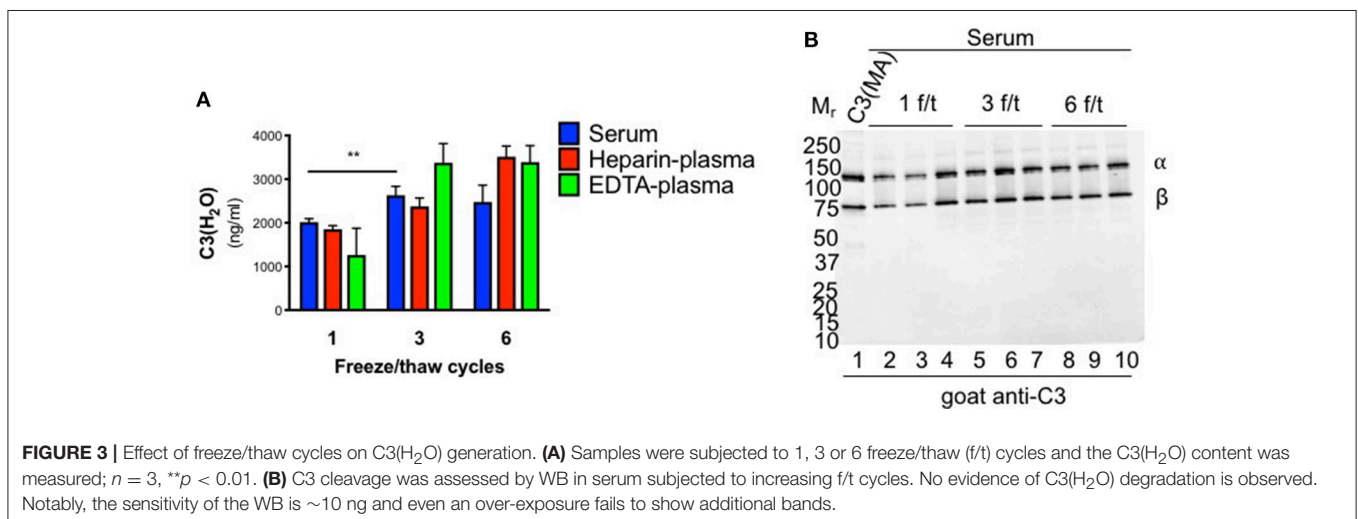 A
C3(H₂O)
(ng/ml)
4000
3000
2000
1000
0
**
1 3 6
Freeze/thaw cycles
Serum
Heparin-plasma
EDTA-plasma
B
Serum
Mr C3(MA) 1 f/t 3 f/t 6 f/t
250
150
100
75
50
37
25
20
15
10
α
β
1 2 3 4 5 6 7 8 9 10
goat anti-C3
FIGURE 3 | Effect of freeze/thaw cycles on C3(H₂O) generation. (A) Samples were subjected to 1, 3 or 6 freeze/thaw (f/t) cycles and the C3(H₂O) content was
measured; n = 3, **p < 0.01. (B) C3 cleavage was assessed by WB in serum subjected to increasing f/t cycles. No evidence of C3(H₂O) degradation is observed.
Notably, the sensitivity of the WB is ∼10 ng and even an over-exposure fails to show additional bands.